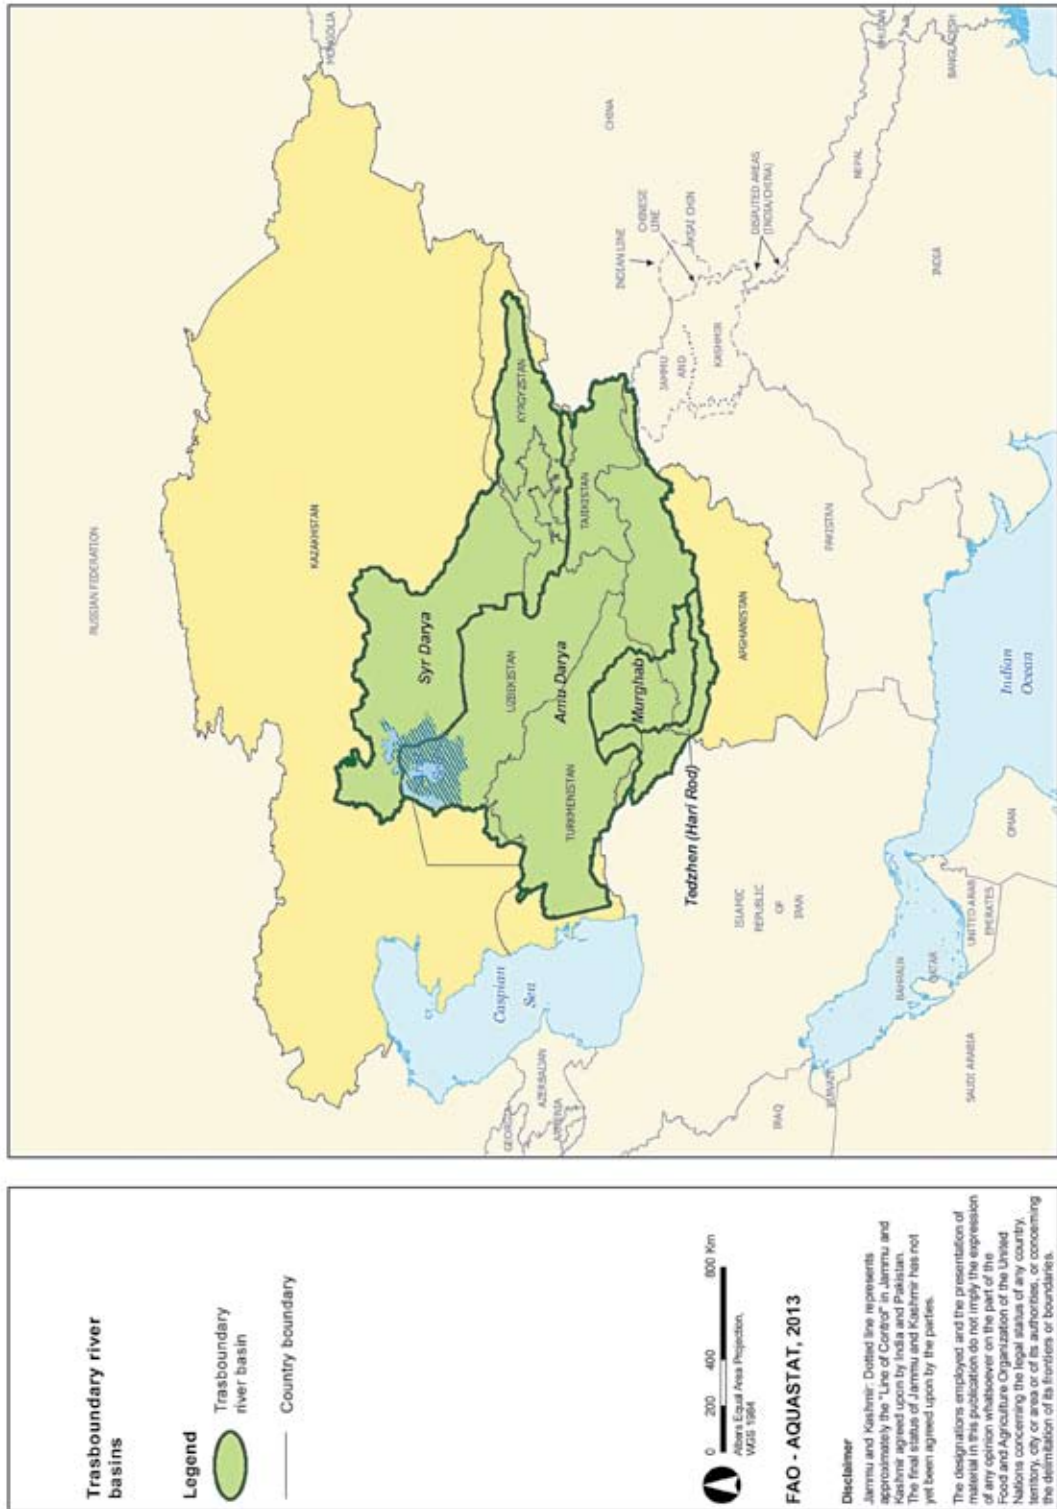 Trasboundary river
basins
Legend
Trasboundary
river basin
Country boundary
0 200 400 800 Km
Albers Equal Area Projection,
WGS 1984
FAO - AQUASTAT, 2013
Disclaimer
Jammu and Kashmir: Dotted line represents
approximately the "Line of Control" in Jammu and
Kashmir agreed upon by India and Pakistan.
The final status of Jammu and Kashmir has not
yet been agreed upon by the parties.
The designations employed and the presentation of
material in this publication do not imply the expression
of any opinion whatsoever on the part of the
Food and Agriculture Organization of the United
Nations concerning the legal status of any country,
territory, city or area or of its authorities, or concerning
the delimitation of its frontiers or boundaries.
RUSSIAN FEDERATION
MONGOLIA
KAZAKHSTAN
Syr Darya
UZBEKISTAN
KYRGYZSTAN
CHINA
GEORGIA
AZERBAIJAN
ARMENIA
Caspian
Sea
TURKMENISTAN
Amu Darya
TAJIKISTAN
Murghab
Tedzhen (Hari Rod)
INDIAN LINE
CHINESE
LINE
AKSAI CHIN
JAMMU
AND
KASHMIR
DISPUTED AREAS
(INDIA/CHINA)
AFGHANISTAN
ISLAMIC
REPUBLIC
OF
IRAN
IRAQ
KUWAIT
PAKISTAN
NEPAL
BHUTAN
BANGLADESH
INDIA
BAHRAIN
QATAR
SAUDI ARABIA
UNITED ARAB
EMIRATES
OMAN
Indian
Ocean